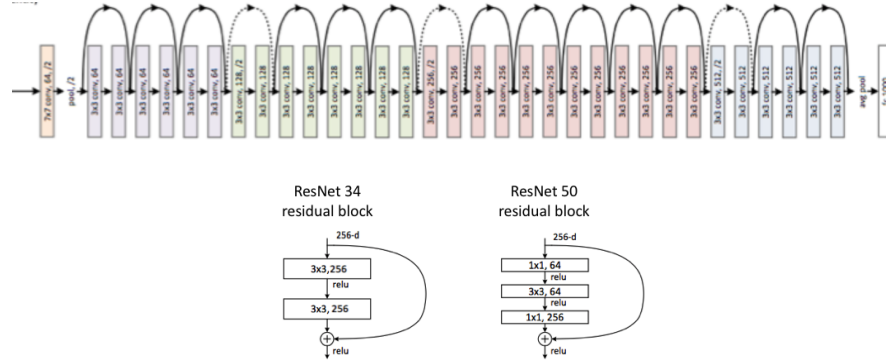 7x7 conv, 64, /2
pool, /2
3x3 conv, 64
3x3 conv, 64
3x3 conv, 64
3x3 conv, 64
3x3 conv, 64
3x3 conv, 64
3x3 conv, 128, /2
3x3 conv, 128
3x3 conv, 128
3x3 conv, 128
3x3 conv, 128
3x3 conv, 128
3x3 conv, 128
3x3 conv, 128
3x3 conv, 256, /2
3x3 conv, 256
3x3 conv, 256
3x3 conv, 256
3x3 conv, 256
3x3 conv, 256
3x3 conv, 256
3x3 conv, 256
3x3 conv, 256
3x3 conv, 256
3x3 conv, 256
3x3 conv, 256
3x3 conv, 512, /2
3x3 conv, 512
3x3 conv, 512
3x3 conv, 512
3x3 conv, 512
3x3 conv, 512
avg pool
ResNet 34
residual block
256-d
3x3,256
relu
3x3, 256
relu
ResNet 50
residual block
256-d
1x1, 64
relu
3x3, 64
relu
1x1, 256
relu